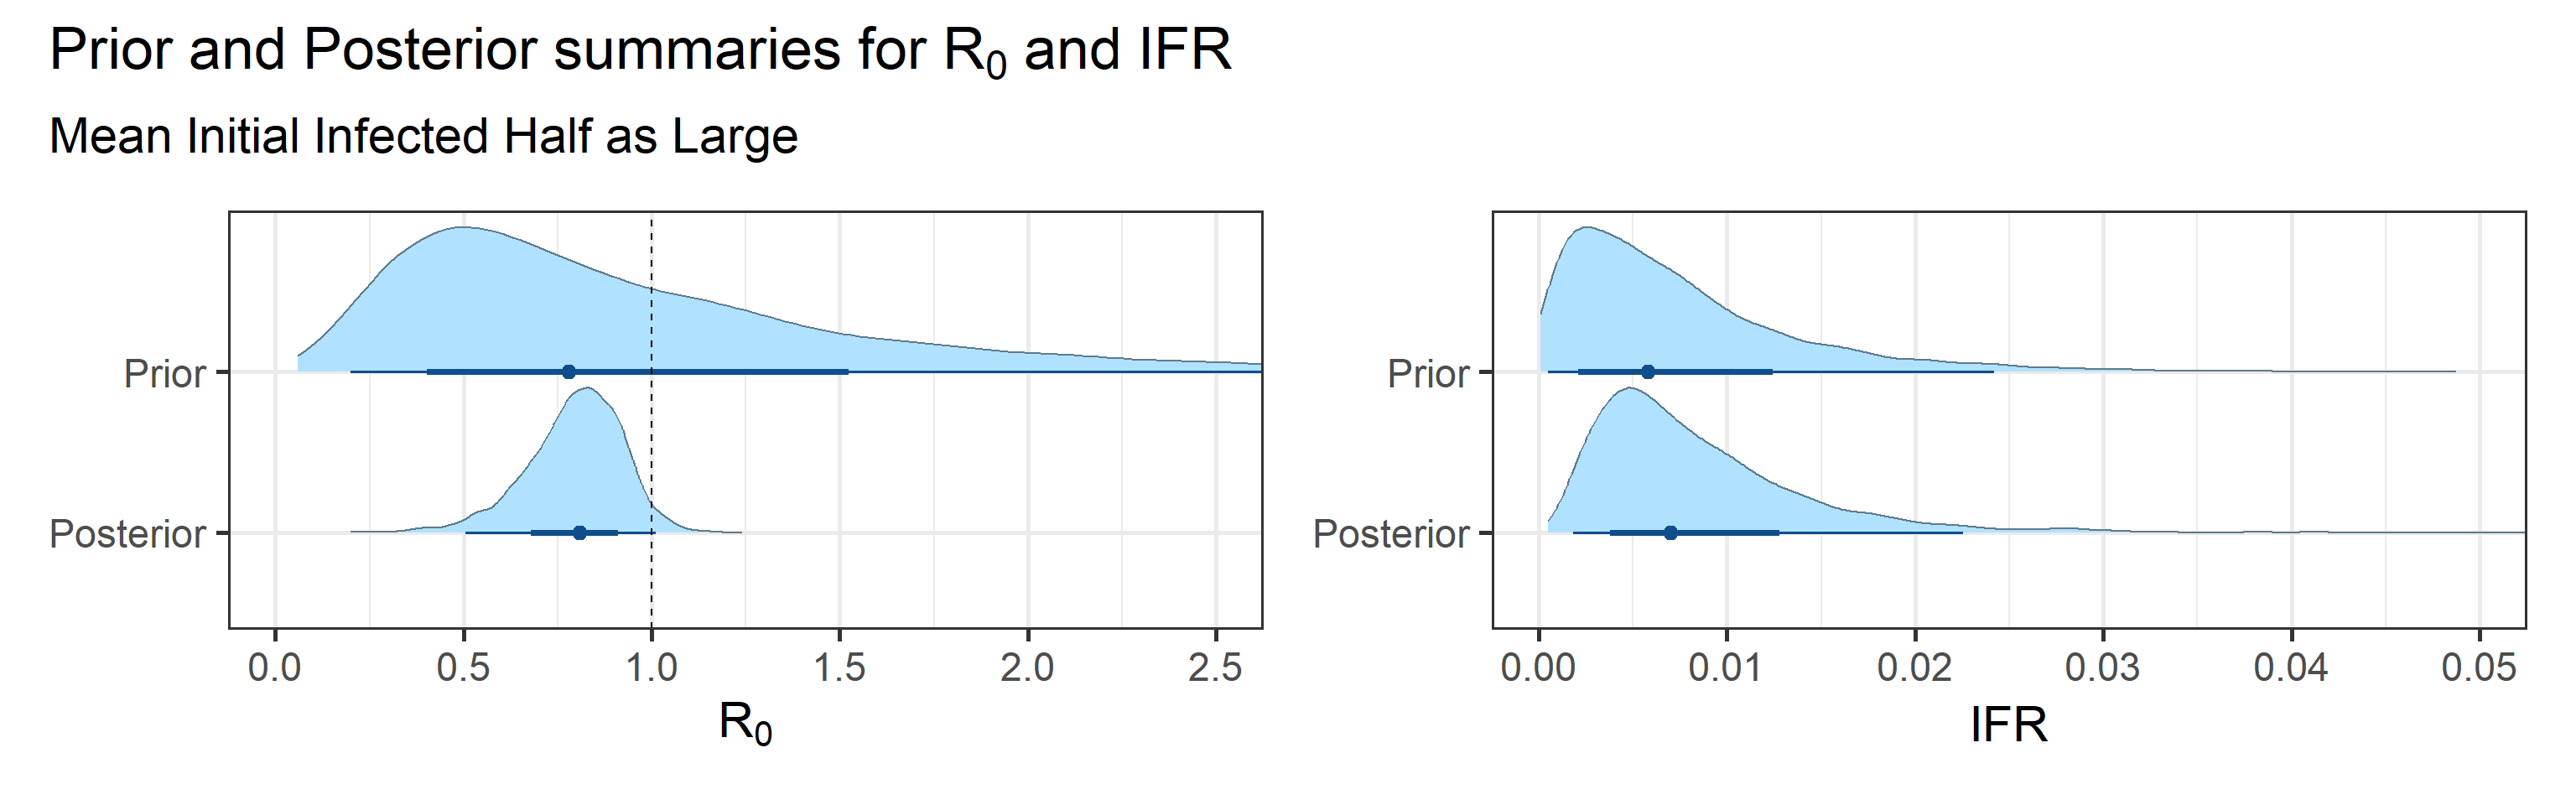 Prior and Posterior summaries for R₀ and IFR
Mean Initial Infected Half as Large
Prior
Posterior
0.0 0.5 1.0 1.5 2.0 2.5
R₀
Prior
Posterior
0.00 0.01 0.02 0.03 0.04 0.05
IFR